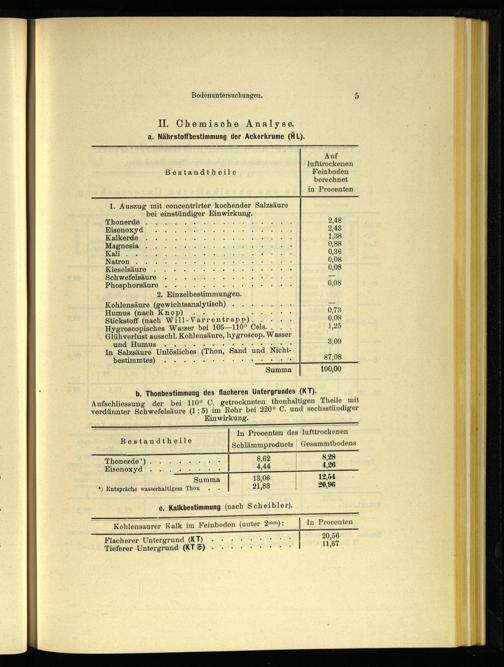 Bodenuntersuchungen. 5
II. Chemische Analyse.
a. Nährstoffbestimmung der Ackerkrume (H̆L).
Bestandtheile
Auf
lufttrockenen
Feinboden
berechnet
in Procenten
1. Auszug mit concentrirter kochender Salzsäure
bei einstündiger Einwirkung.
Thonerde . . . . . . . . . . . . . 2,48
Eisenoxyd . . . . . . . . . . . . . 2,43
Kalkerde . . . . . . . . . . . . . 1,38
Magnesia . . . . . . . . . . . . . 0,88
Kali . . . . . . . . . . . . . 0,36
Natron . . . . . . . . . . . . . 0,08
Kieselsäure . . . . . . . . . . . . . 0,08
Schwefelsäure . . . . . . . . . . . . . —
Phosphorsäure . . . . . . . . . . . . . 0,08
2. Einzelbestimmungen.
Kohlensäure (gewichtsanalytisch) . . . . . . —
Humus (nach Knop) . . . . . . . . . 0,73
Stickstoff (nach Will-Varrentrapp) . . . . 0,08
Hygroscopisches Wasser bei 105—110° Cels. . . . 1,25
Glühverlust ausschl. Kohlensäure, hygroscop. Wasser
und Humus . . . . . . . . . . . 3,09
In Salzsäure Unlösliches (Thon, Sand und Nicht-
bestimmtes) . . . . . . . . . . . 87,08
Summa 100,00
b. Thonbestimmung des flacheren Untergrundes (KT).
Aufschliessung der bei 110° C. getrockneten thonhaltigen Theile mit
verdünnter Schwefelsäure (1:5) im Rohr bei 220° C. und sechsstündiger
Einwirkung.
Bestandtheile
In Procenten des lufttrockenen
Schlämmproducts Gesammtbodens
Thonerde*) . . . . . . . . 8,62 8,28
Eisenoxyd . . . . . . . . 4,44 4,26
Summa 13,06 12,54
*) Entspräche wasserhaltigem Thon . . 21,83 20,96
c. Kalkbestimmung (nach Scheibler).
Kohlensaurer Kalk im Feinboden (unter 2mm): In Procenten
Flacherer Untergrund (KT) . . . . . . . . . 20,56
Tieferer Untergrund (KT) . . . . . . . . . 11,67